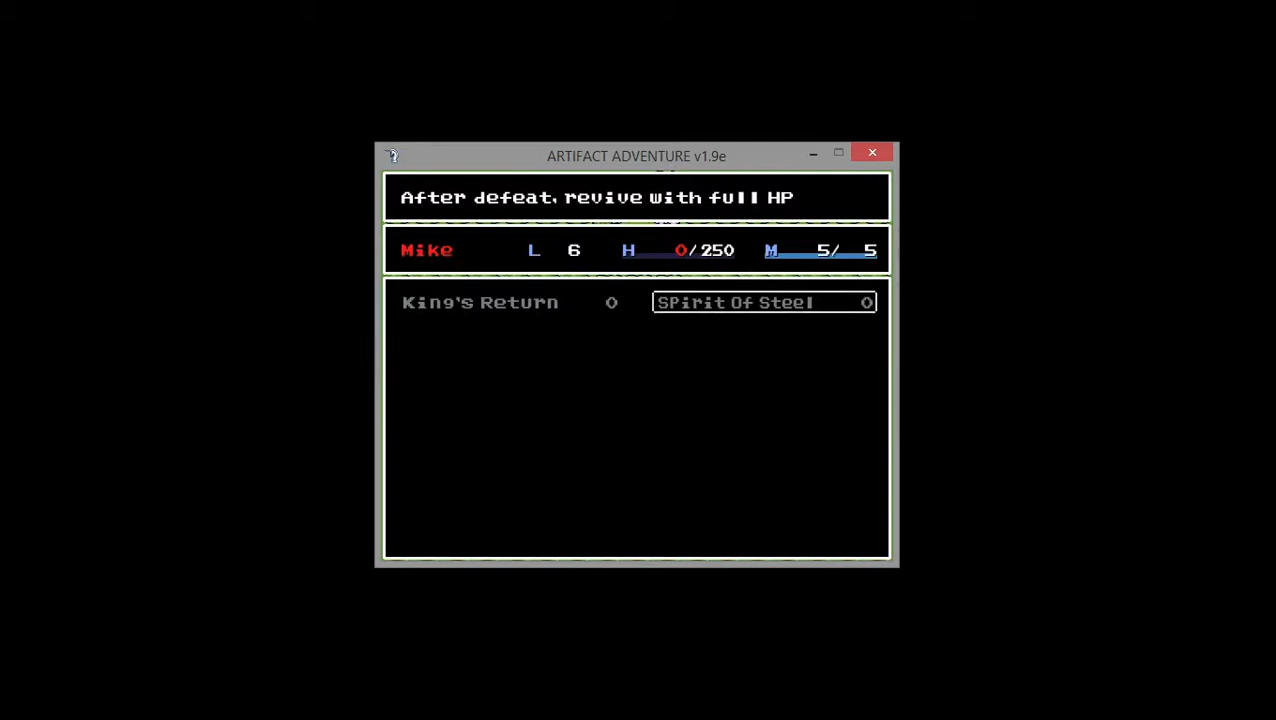 ARTIFACT ADVENTURE v1.9e
After defeat, revive with full HP
Mike L 6 H 0/250 M 5/ 5
King's Return 0 SPirit Of Steel 0